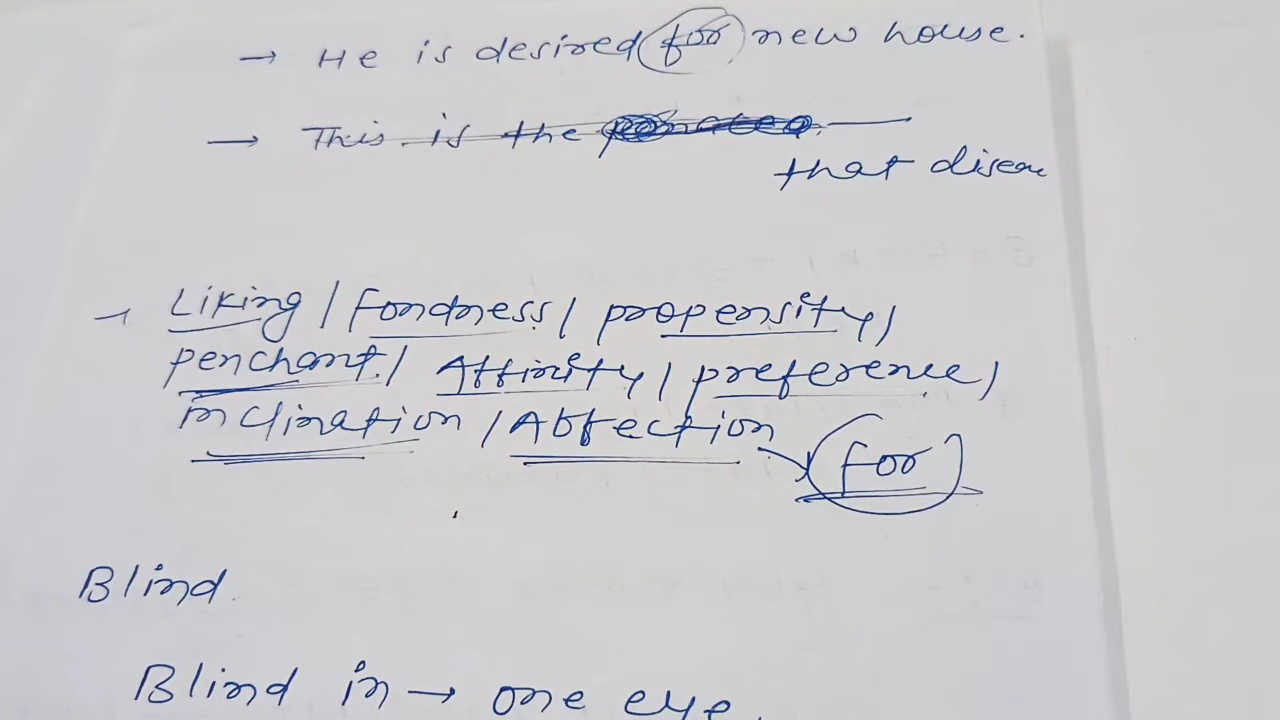 → He is desired for new house.
→ This is the
that
→ Liking / Fondness / propensity /
penchant. / Affinity / preference /
inclination / Affection → for
Blind.
Blind in → one eye.